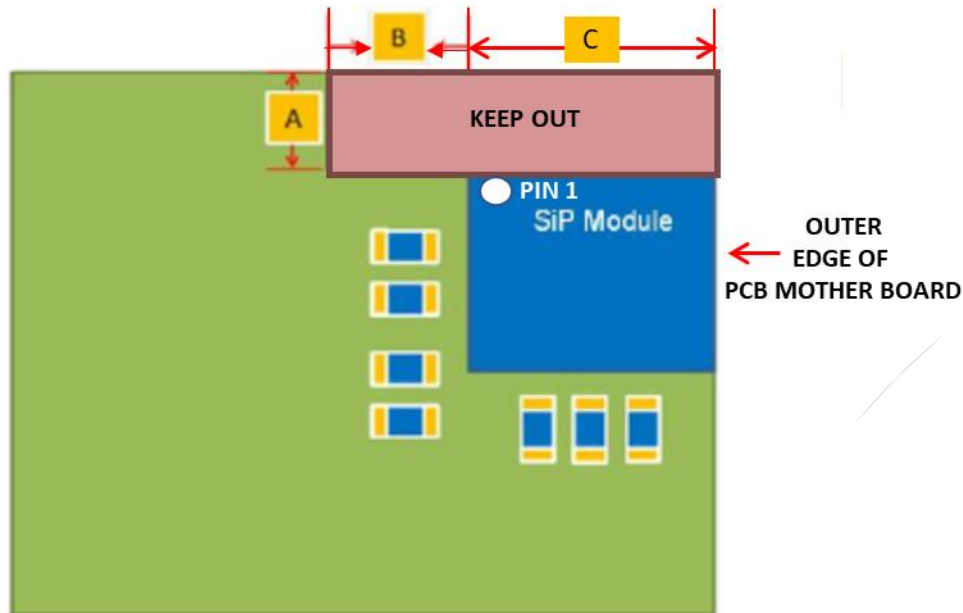 B
C
A
KEEP OUT
PIN 1
SiP Module
OUTER
EDGE OF
PCB MOTHER BOARD